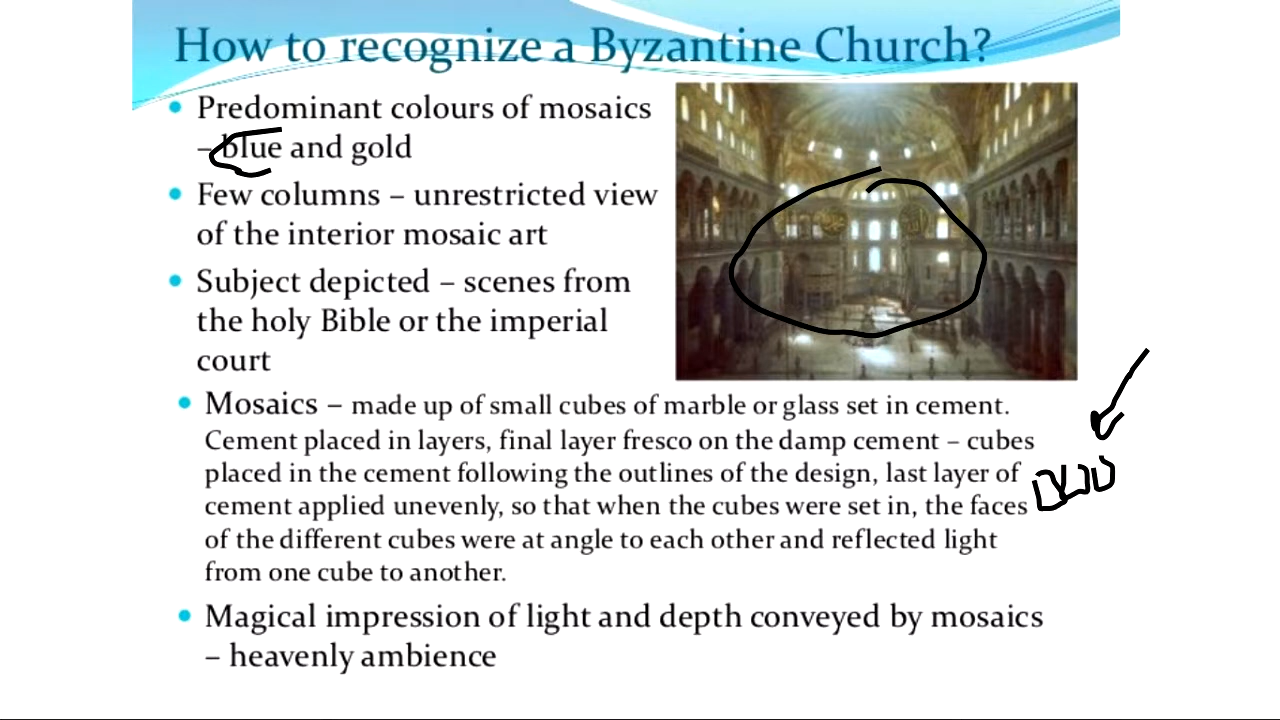 How to recognize a Byzantine Church?
• Predominant colours of mosaics
– blue and gold
• Few columns – unrestricted view
of the interior mosaic art
• Subject depicted – scenes from
the holy Bible or the imperial
court
• Mosaics – made up of small cubes of marble or glass set in cement.
Cement placed in layers, final layer fresco on the damp cement – cubes
placed in the cement following the outlines of the design, last layer of
cement applied unevenly, so that when the cubes were set in, the faces
of the different cubes were at angle to each other and reflected light
from one cube to another.
• Magical impression of light and depth conveyed by mosaics
– heavenly ambience